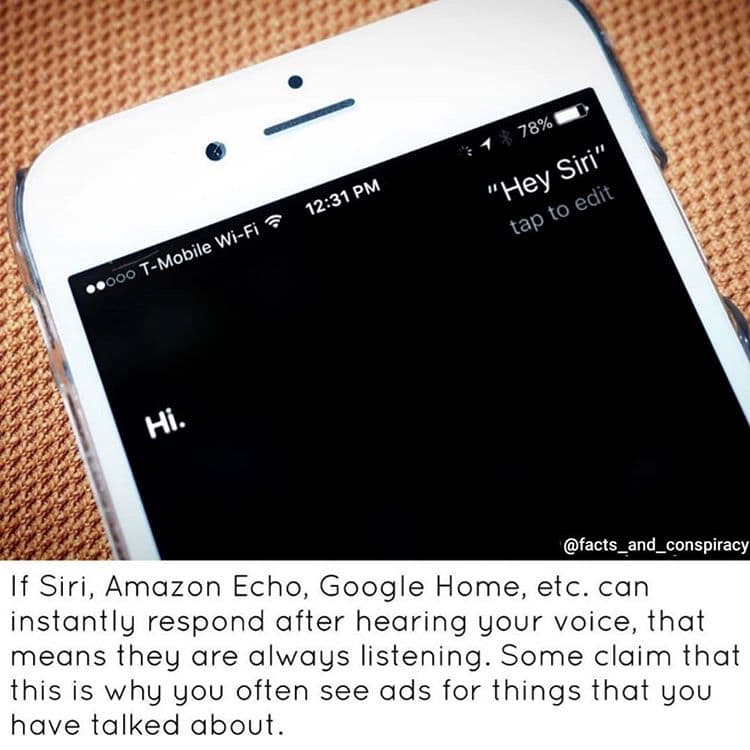 ●●○○○ T-Mobile Wi-Fi 12:31 PM 78%
"Hey Siri"
tap to edit
Hi.
@facts_and_conspiracy
If Siri, Amazon Echo, Google Home, etc. can
instantly respond after hearing your voice, that
means they are always listening. Some claim that
this is why you often see ads for things that you
have talked about.